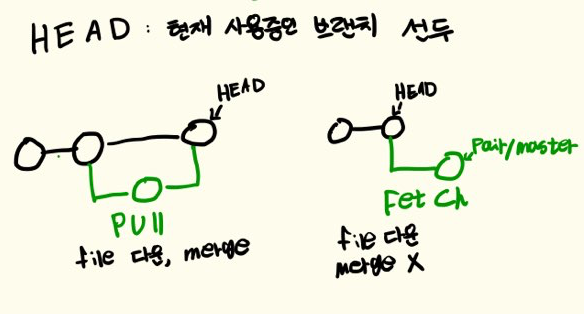 HEAD : 현재 사용중인 브랜치 선두
HEAD
PUll
file 다운, merge
HEAD
Pair/master
Fetch
file 다운
merge X